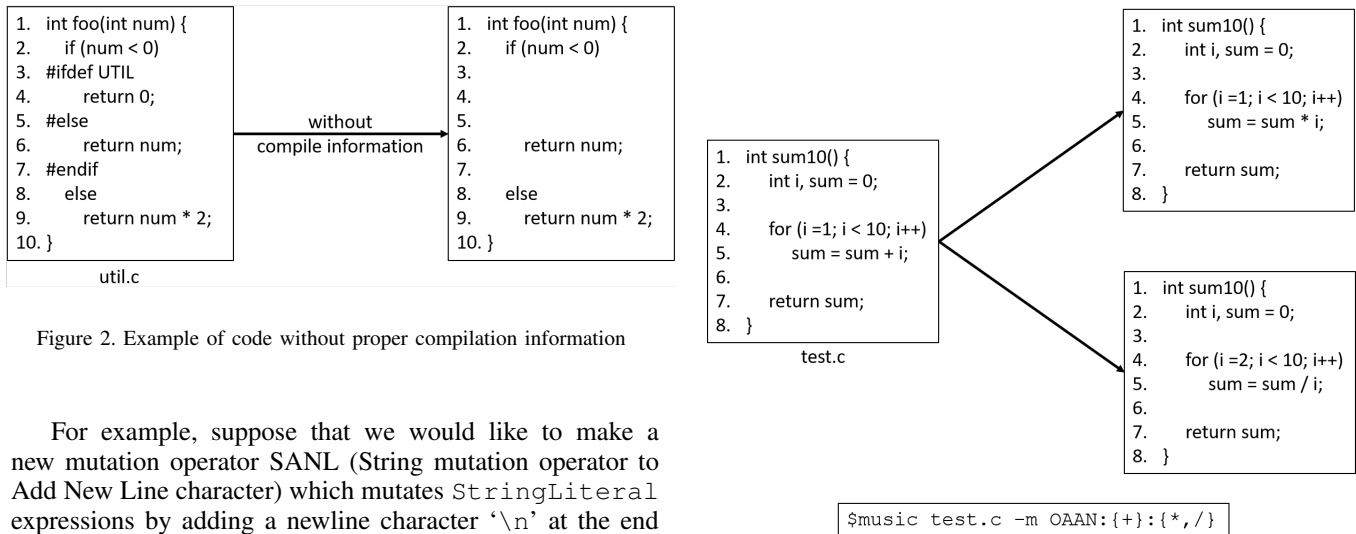 1. int foo(int num) {
2. if (num < 0)
3. #ifdef UTIL
4. return 0;
5. #else
6. return num;
7. #endif
8. else
9. return num * 2;
10. }
util.c
without
compile information
1. int foo(int num) {
2. if (num < 0)
3.
4.
5.
6. return num;
7.
8. else
9. return num * 2;
10. }
Figure 2. Example of code without proper compilation information
For example, suppose that we would like to make a
new mutation operator SANL (String mutation operator to
Add New Line character) which mutates StringLiteral
expressions by adding a newline character ‘\n’ at the end
1. int sum10() {
2. int i, sum = 0;
3.
4. for (i =1; i < 10; i++)
5. sum = sum + i;
6.
7. return sum;
8. }
test.c
1. int sum10() {
2. int i, sum = 0;
3.
4. for (i =1; i < 10; i++)
5. sum = sum * i;
6.
7. return sum;
8. }
1. int sum10() {
2. int i, sum = 0;
3.
4. for (i =2; i < 10; i++)
5. sum = sum / i;
6.
7. return sum;
8. }
$music test.c -m OAAN:{+}:{*,/}